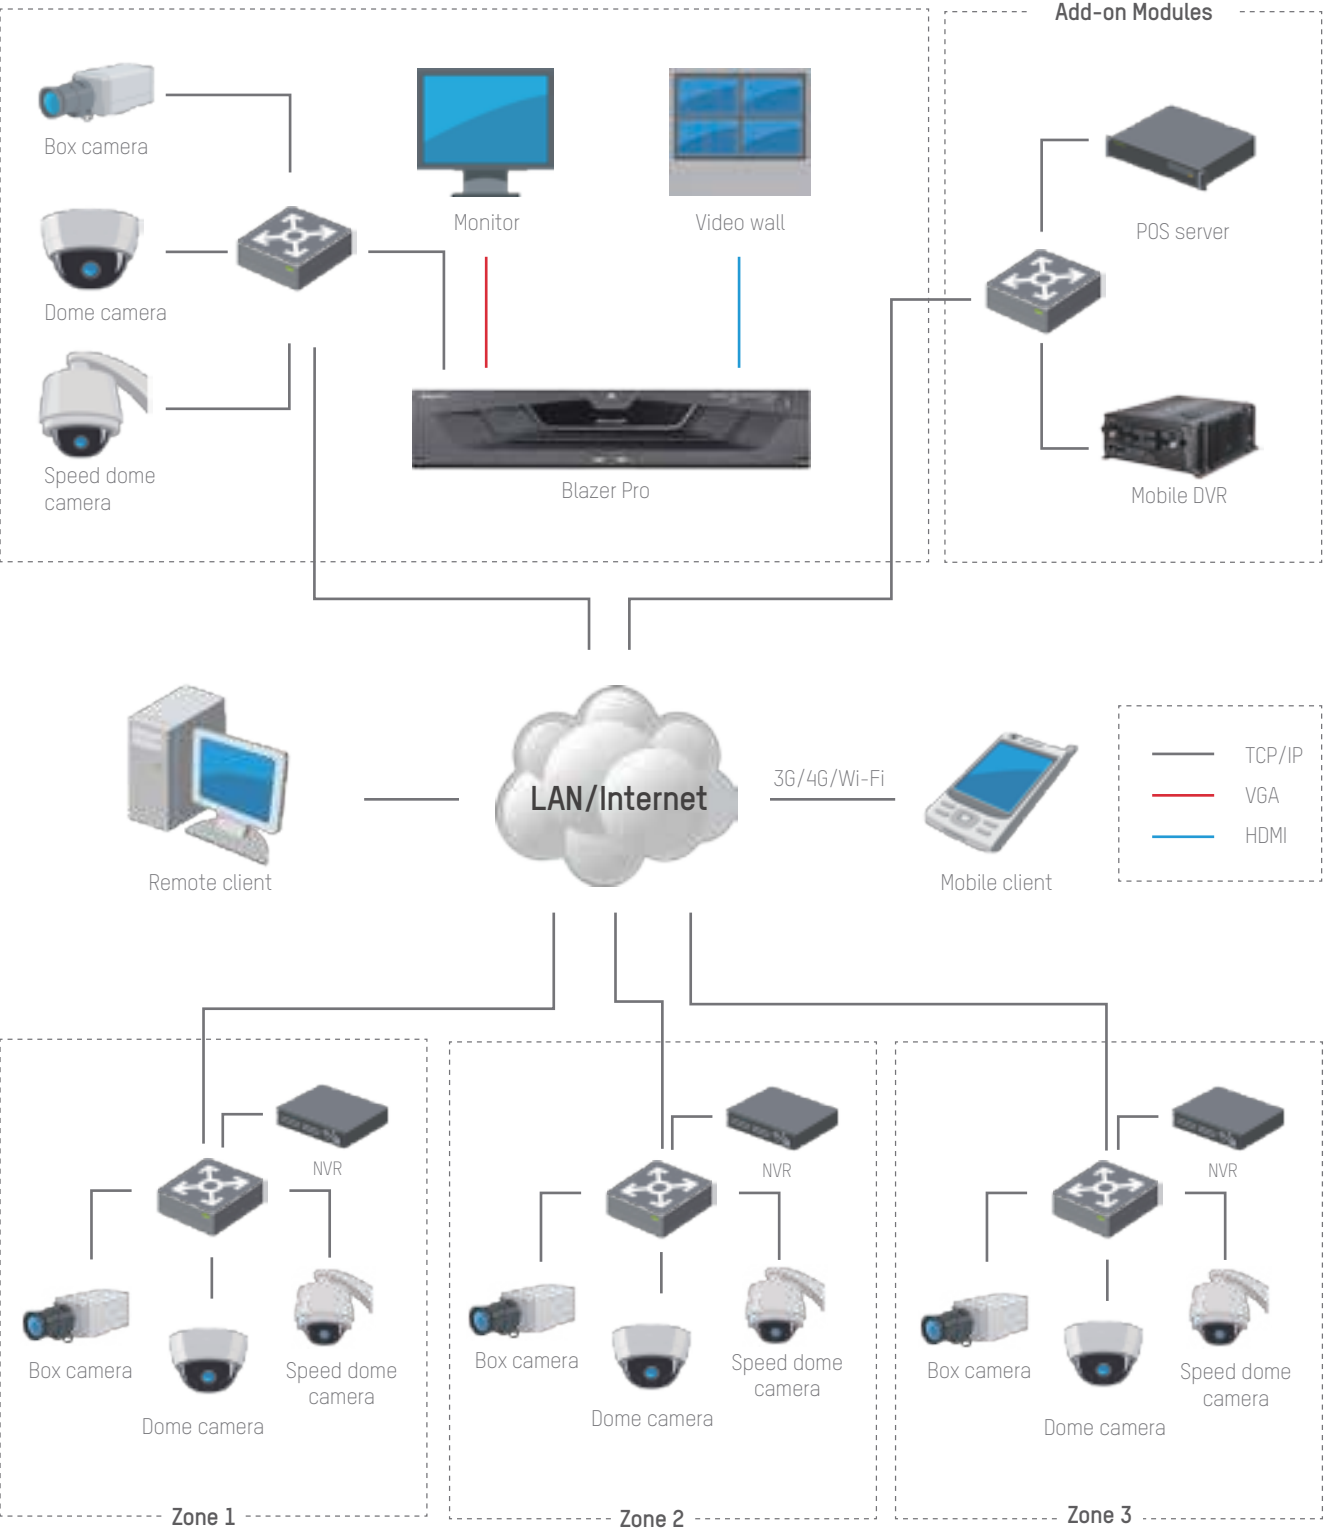 Add-on Modules
Box camera
Monitor
Video wall
POS server
Dome camera
Speed dome
camera
Blazer Pro
Mobile DVR
LAN/Internet
3G/4G/Wi-Fi
TCP/IP
VGA
HDMI
Remote client
Mobile client
NVR
Box camera
Speed dome
camera
Dome camera
Zone 1
NVR
Box camera
Speed dome
camera
Dome camera
Zone 2
NVR
Box camera
Speed dome
camera
Dome camera
Zone 3